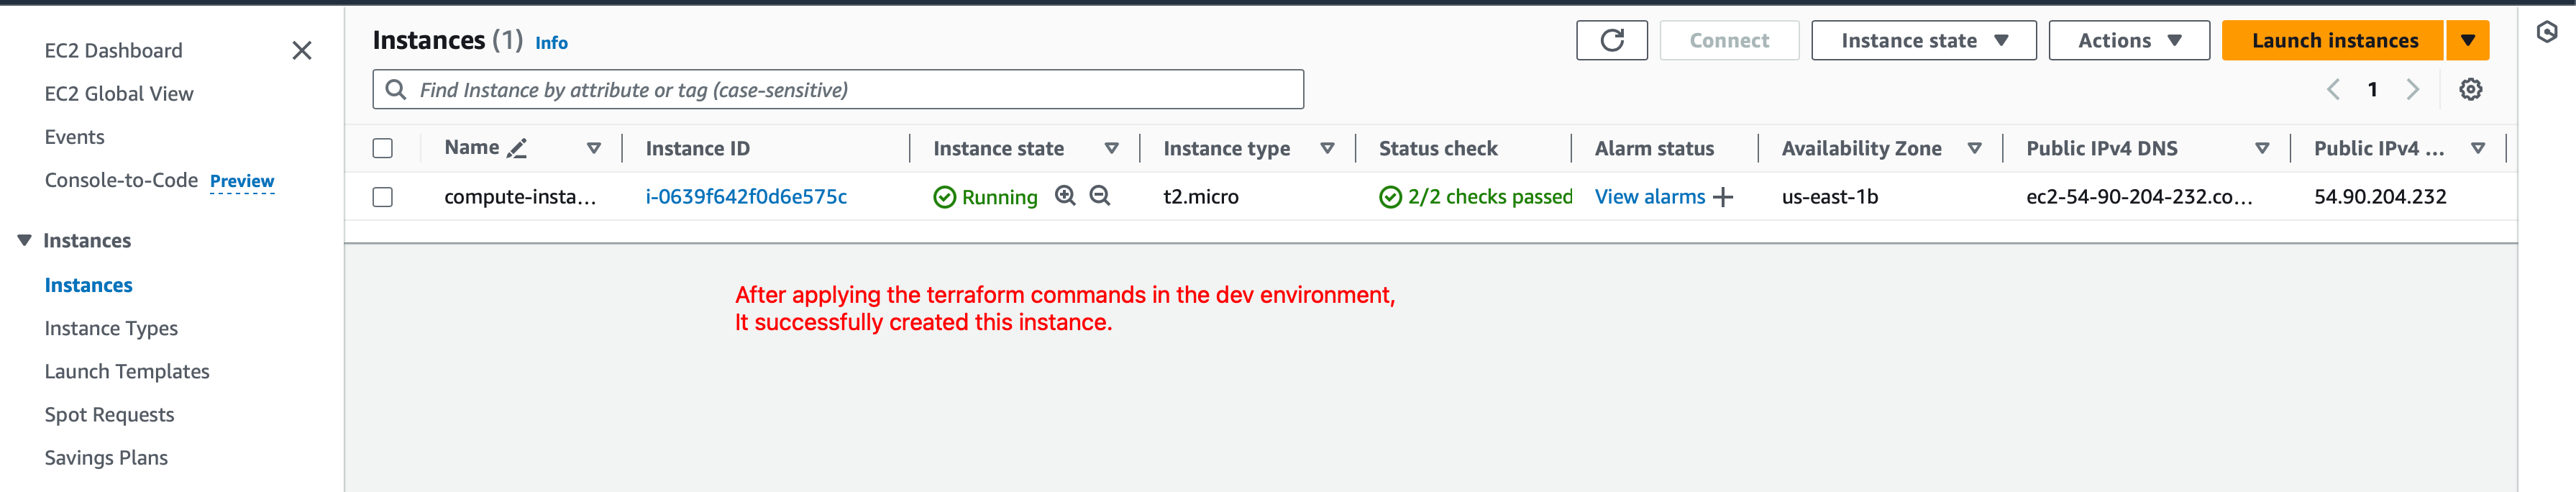 EC2 Dashboard
EC2 Global View
Events
Console-to-Code Preview
Instances
Instances
Instance Types
Launch Templates
Spot Requests
Savings Plans
Instances (1) Info
Connect
Instance state
Actions
Launch instances
Find Instance by attribute or tag (case-sensitive)
1
Name Instance ID Instance state Instance type Status check Alarm status Availability Zone Public IPv4 DNS Public IPv4 ...
compute-insta... i-0639f642f0d6e575c Running t2.micro 2/2 checks passed View alarms + us-east-1b ec2-54-90-204-232.co... 54.90.204.232
After applying the terraform commands in the dev environment,
It successfully created this instance.